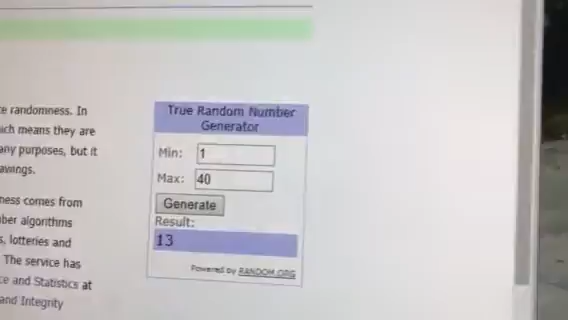 e randomness. In
ich means they are
any purposes, but it
awings.
ness comes from
ber algorithms
s, lotteries and
The service has
ce and Statistics at
and Integrity
True Random Number
Generator
Min: 1
Max: 40
Generate
Result:
13
Powered by RANDOM.ORG